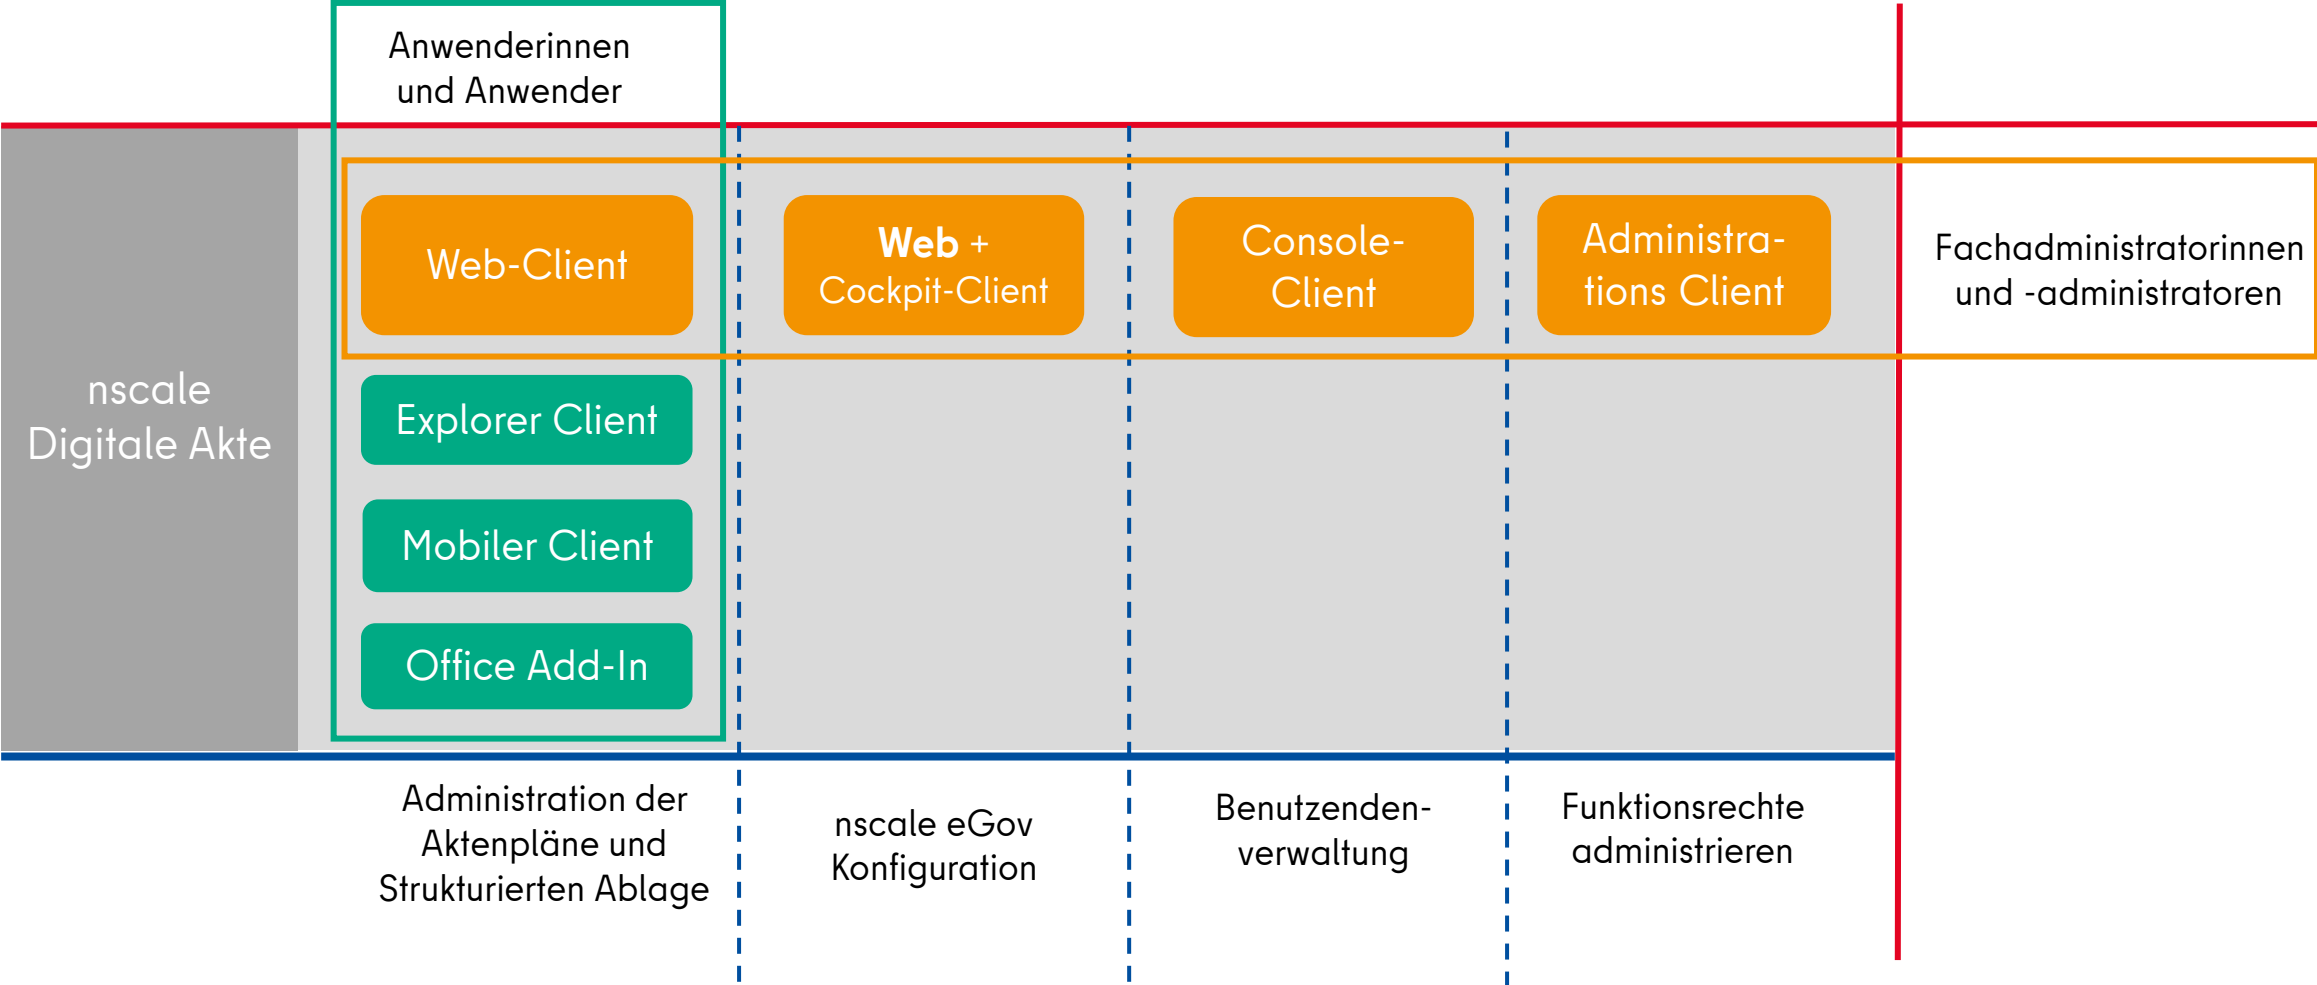 Anwenderinnen
und Anwender
nscale
Digitale Akte
Web-Client
Explorer Client
Mobiler Client
Office Add-In
Web +
Cockpit-Client
Console-
Client
Administra-
tions Client
Fachadministratorinnen
und -administratoren
Administration der
Aktenpläne und
Strukturierten Ablage
nscale eGov
Konfiguration
Benutzenden-
verwaltung
Funktionsrechte
administrieren